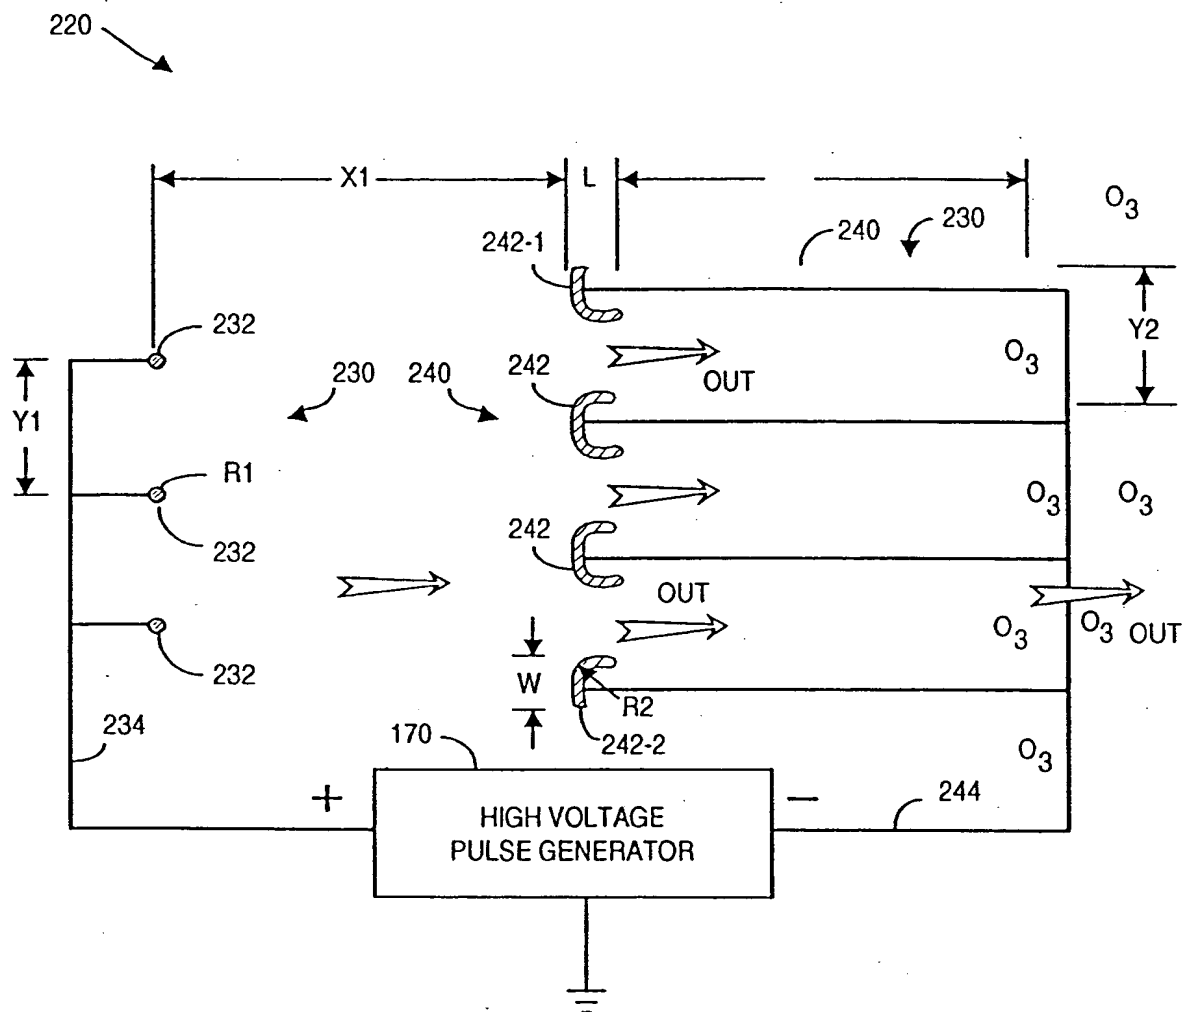 220
X1
L
O3
242-1
240
230
232
Y2
O3
OUT
230
240
242
Y1
R1
O3
O3
232
242
OUT
O3
O3
OUT
232
W
R2
242-2
234
170
O3
+
−
244
HIGH VOLTAGE
PULSE GENERATOR